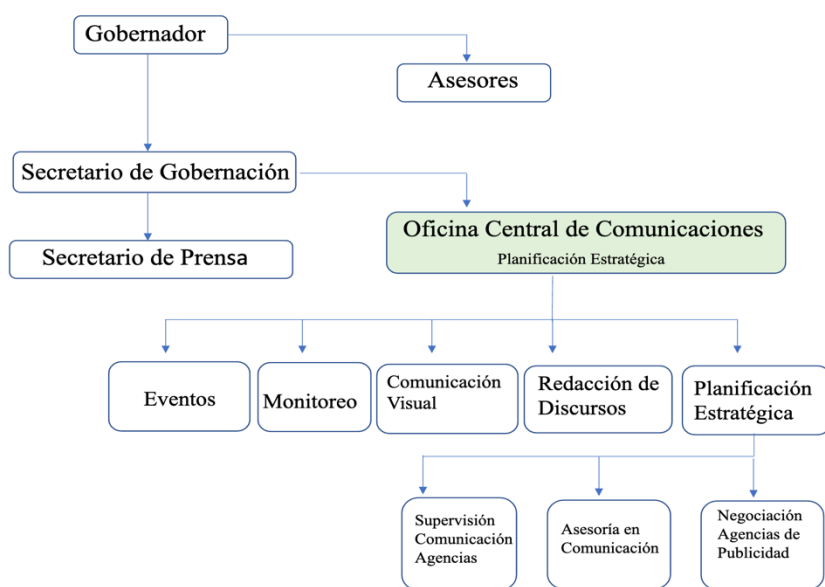 Gobernador
Asesores
Secretario de Gobernación
Oficina Central de Comunicaciones
Planificación Estratégica
Secretario de Prensa
Eventos
Monitoreo
Comunicación
Visual
Redacción de
Discursos
Planificación
Estratégica
Supervisión
Comunicación
Agencias
Asesoría en
Comunicación
Negociación
Agencias de
Publicidad